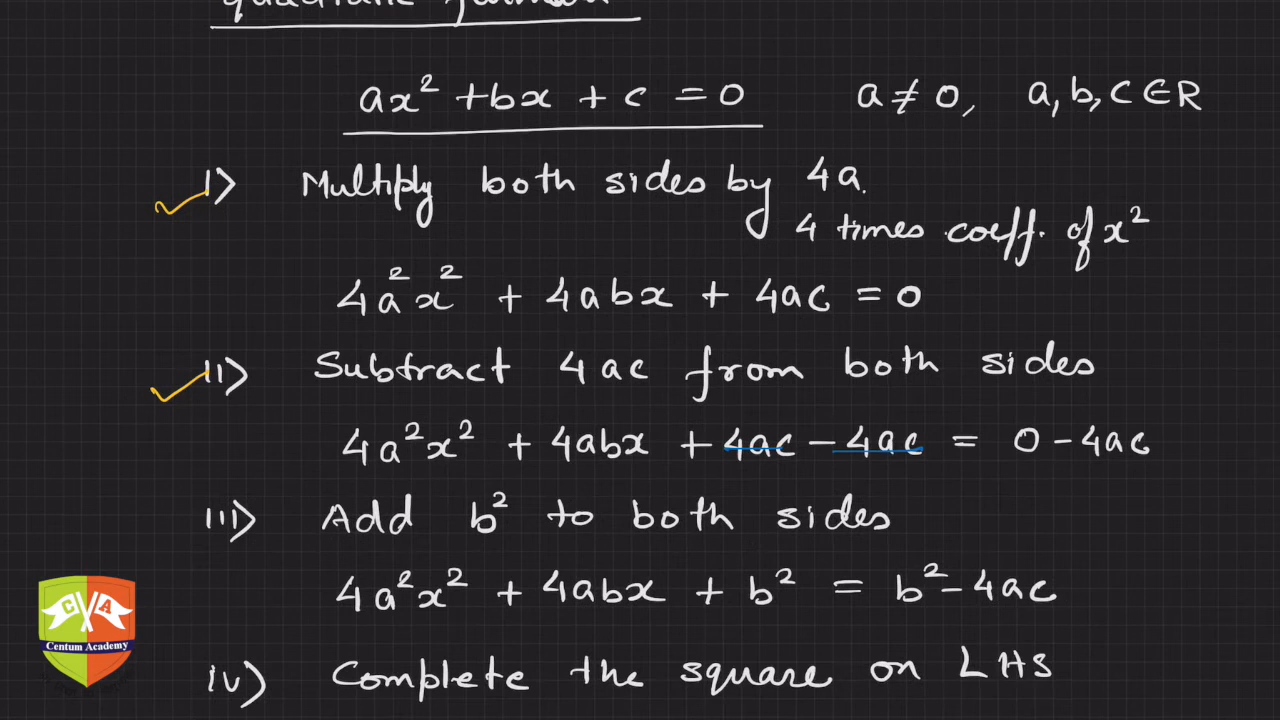 ax² + bx + c = 0 a ≠ 0, a, b, c ∈ R
i) Multiply both sides by 4a.
4 times coeff. of x²
4a²x² + 4abx + 4ac = 0
ii) Subtract 4ac from both sides
4a²x² + 4abx + 4ac - 4ac = 0 - 4ac
iii) Add b² to both sides
4a²x² + 4abx + b² = b² - 4ac
iv) Complete the square on LHS
C A
Centum Academy